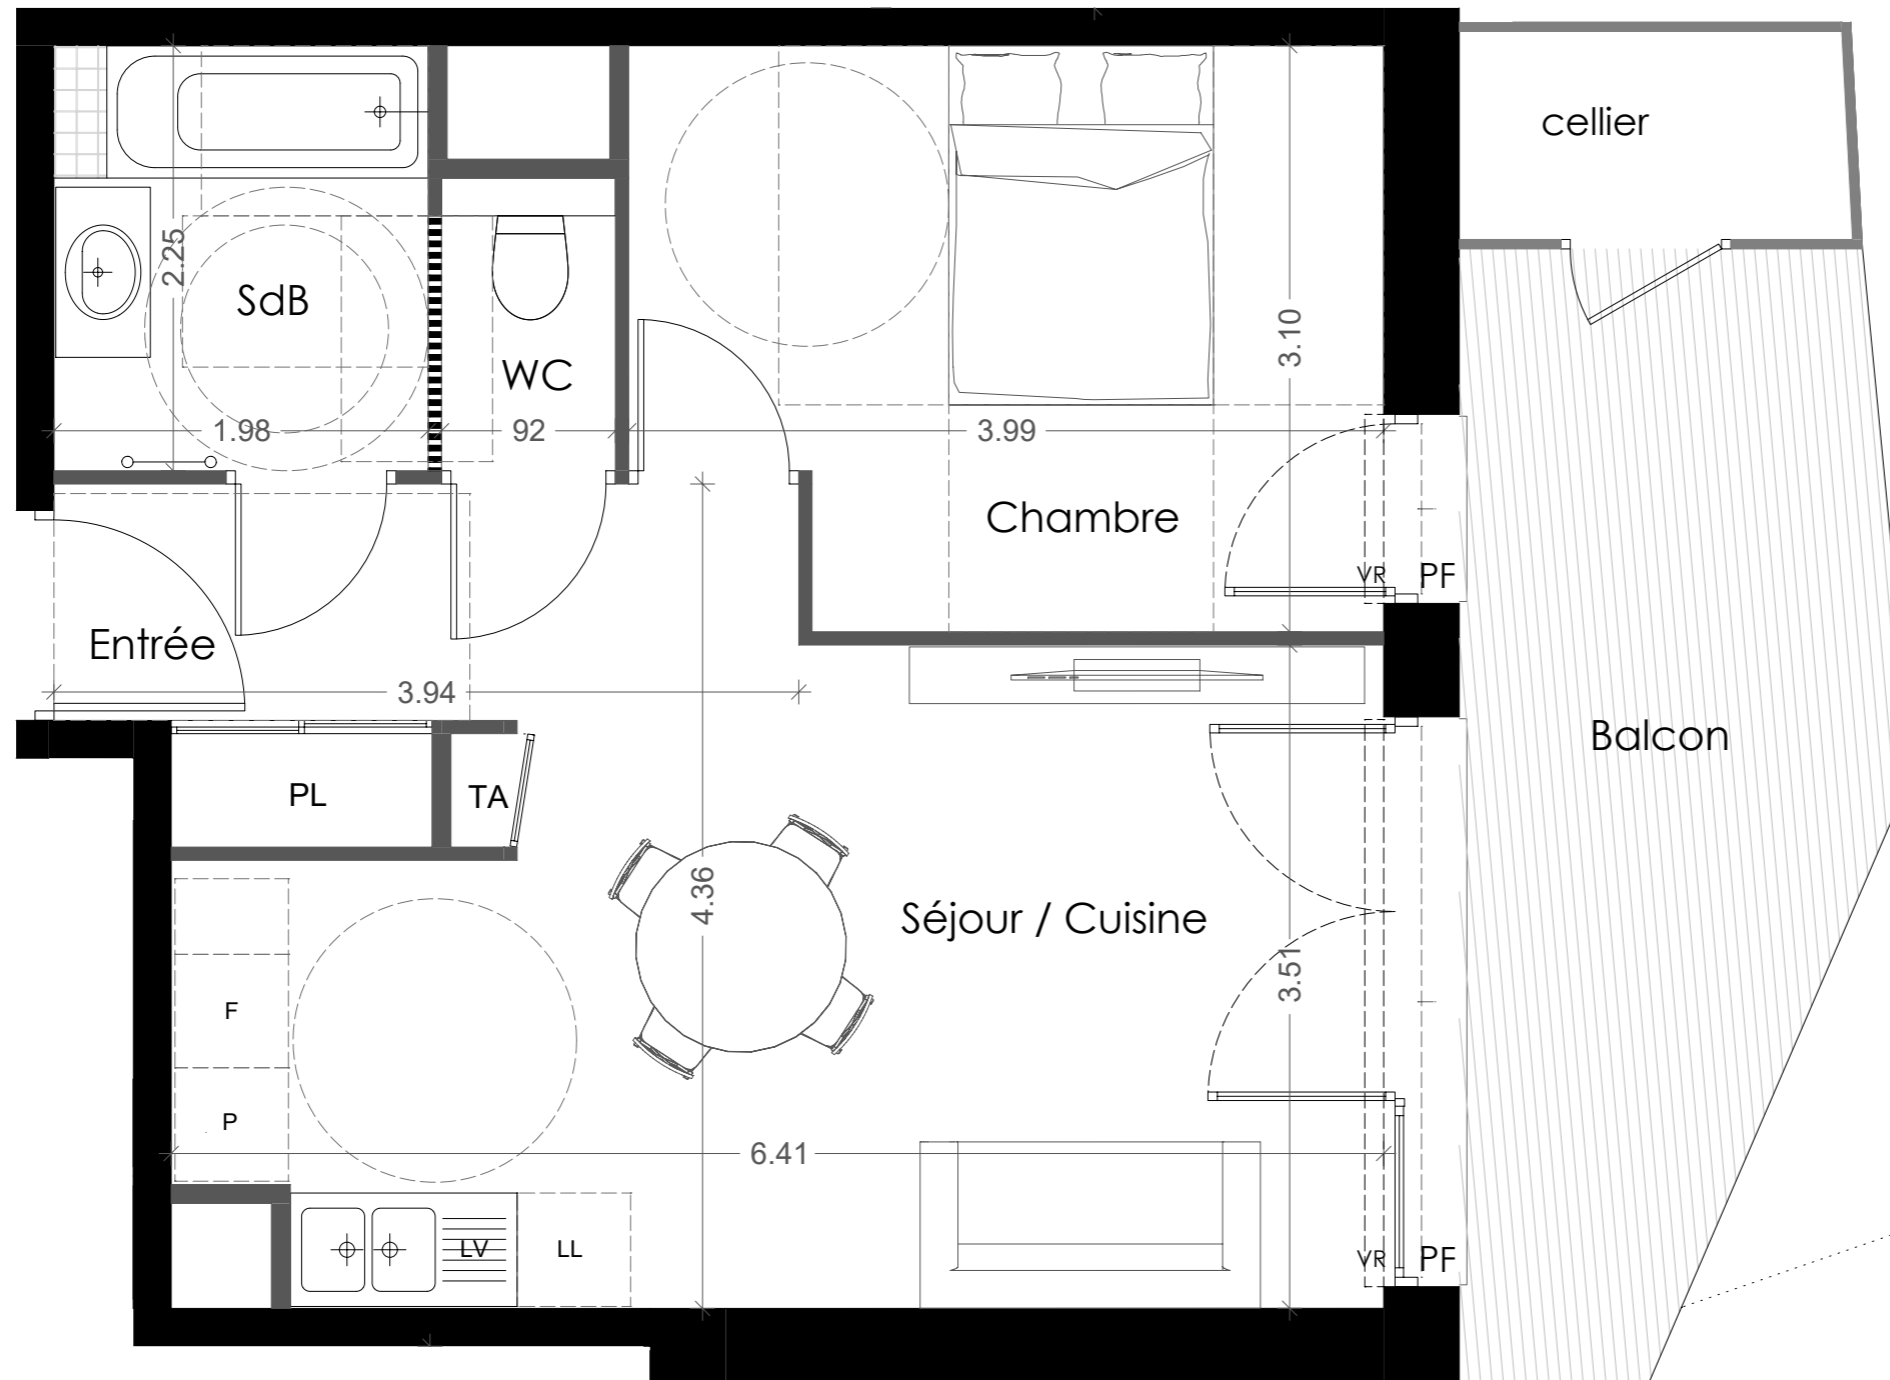 cellier
2.25
SdB
3.10
WC
1.98
92
3.99
Chambre
VR
PF
Entrée
3.94
Balcon
PL
TA
4.36
Séjour / Cuisine
3.51
F
P
6.41
LV
LL
VR
PF